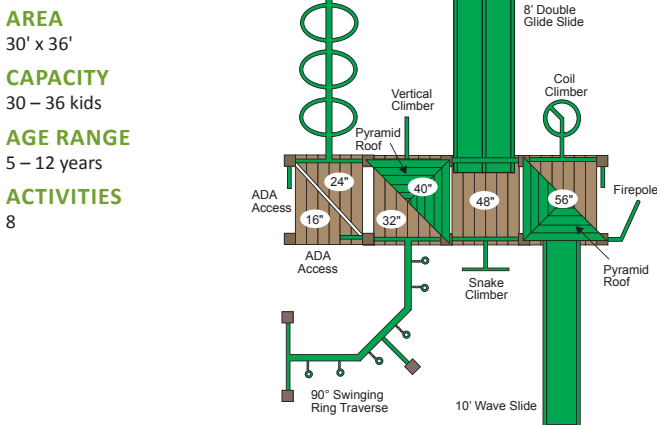 AREA
30' x 36'
CAPACITY
30 – 36 kids
AGE RANGE
5 – 12 years
ACTIVITIES
8
8' Double
Glide Slide
Vertical
Climber
Coil
Climber
Pyramid
Roof
ADA
Access
24"
40"
16"
32"
48"
56"
Firepole
ADA
Access
Snake
Climber
Pyramid
Roof
90° Swinging
Ring Traverse
10' Wave Slide